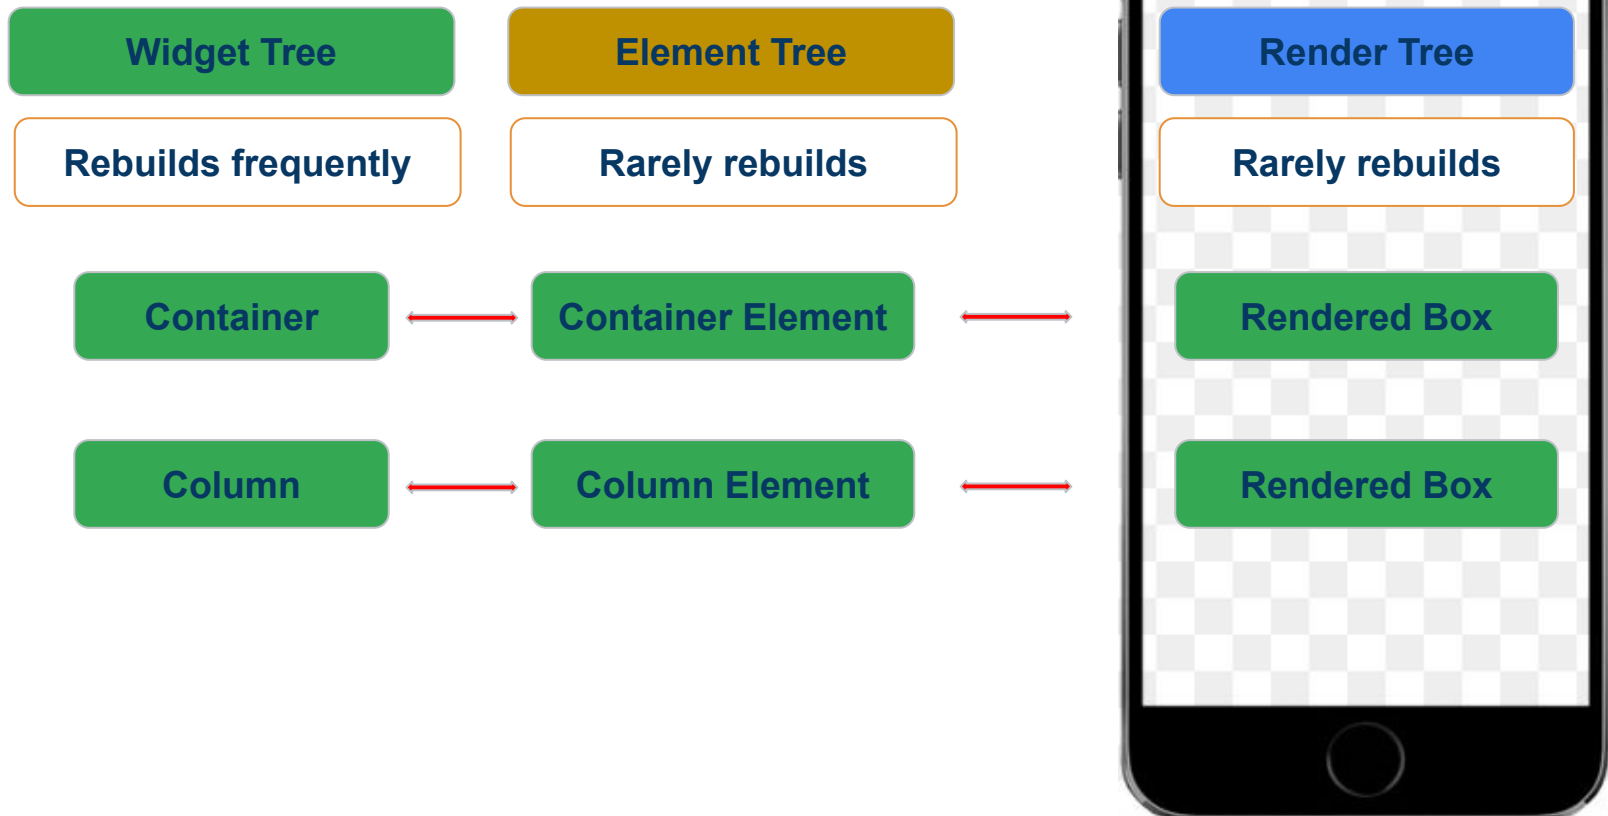 Widget Tree
Element Tree
Render Tree
Rebuilds frequently
Rarely rebuilds
Rarely rebuilds
Container
Container Element
Rendered Box
Column
Column Element
Rendered Box